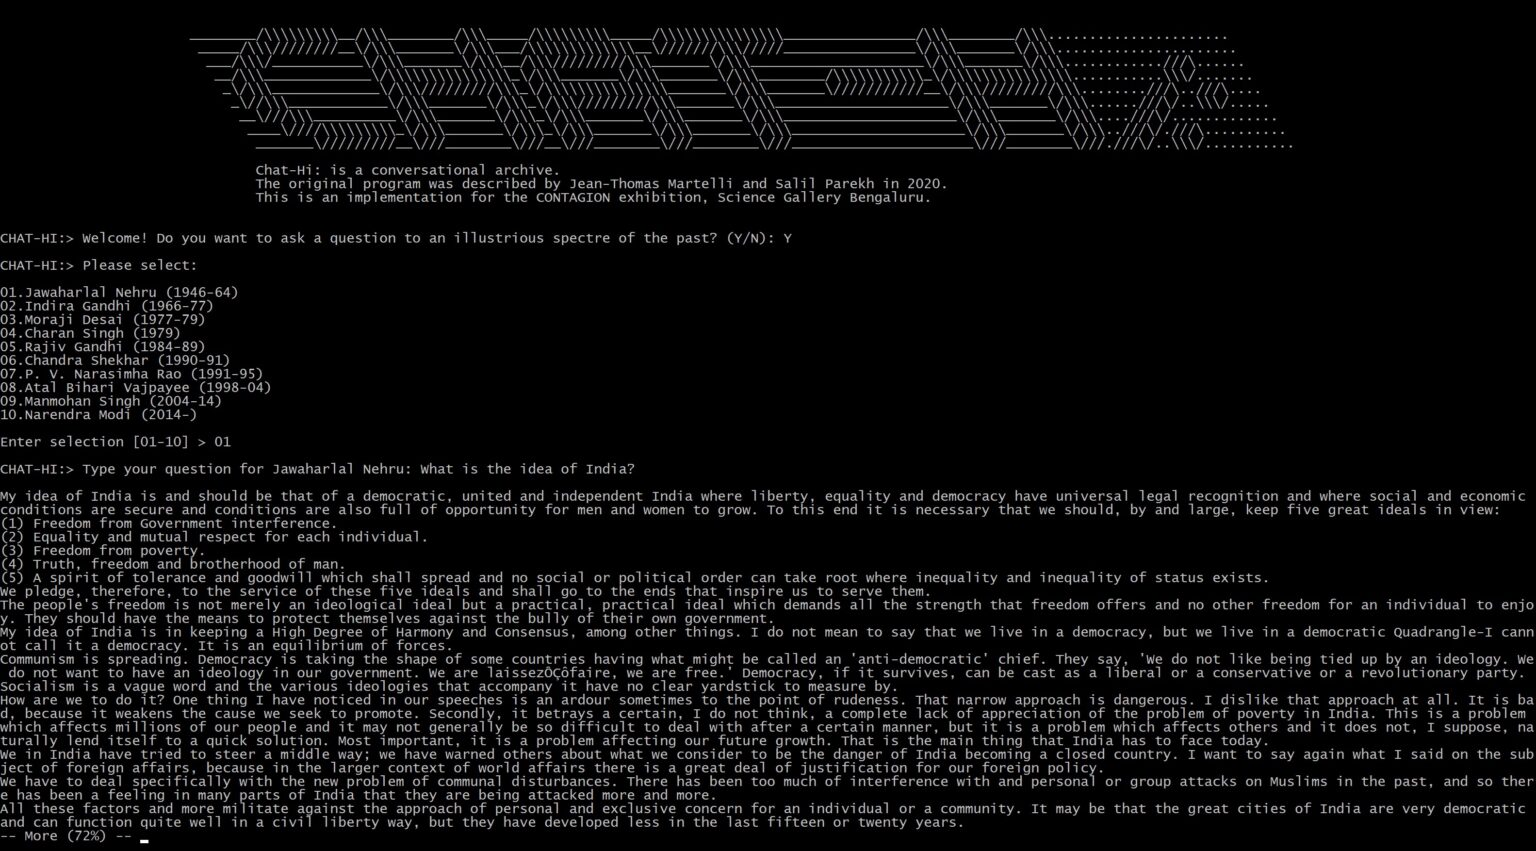 CHAT-HI:
Chat-Hi: is a conversational archive.
The original program was described by Jean-Thomas Martelli and Salil Parekh in 2020.
This is an implementation for the CONTAGION exhibition, Science Gallery Bengaluru.
CHAT-HI:> Welcome! Do you want to ask a question to an illustrious spectre of the past? (Y/N): Y
CHAT-HI:> Please select:
01.Jawaharlal Nehru (1946-64)
02.Indira Gandhi (1966-77)
03.Moraji Desai (1977-79)
04.Charan Singh (1979)
05.Rajiv Gandhi (1984-89)
06.Chandra Shekhar (1990-91)
07.P. V. Narasimha Rao (1991-95)
08.Atal Bihari Vajpayee (1998-04)
09.Manmohan Singh (2004-14)
10.Narendra Modi (2014-)
Enter selection [01-10] > 01
CHAT-HI:> Type your question for Jawaharlal Nehru: What is the idea of India?
My idea of India is and should be that of a democratic, united and independent India where liberty, equality and democracy have universal legal recognition and where social and economic
conditions are secure and conditions are also full of opportunity for men and women to grow. To this end it is necessary that we should, by and large, keep five great ideals in view:
(1) Freedom from Government interference.
(2) Equality and mutual respect for each individual.
(3) Freedom from poverty.
(4) Truth, freedom and brotherhood of man.
(5) A spirit of tolerance and goodwill which shall spread and no social or political order can take root where inequality and inequality of status exists.
We pledge, therefore, to the service of these five ideals and shall go to the ends that inspire us to serve them.
The people's freedom is not merely an ideological ideal but a practical, practical ideal which demands all the strength that freedom offers and no other freedom for an individual to enjo
y. They should have the means to protect themselves against the bully of their own government.
My idea of India is in keeping a High Degree of Harmony and Consensus, among other things. I do not mean to say that we live in a democracy, but we live in a democratic Quadrangle-I cann
ot call it a democracy. It is an equilibrium of forces.
Communism is spreading. Democracy is taking the shape of some countries having what might be called an 'anti-democratic' chief. They say, 'We do not like being tied up by an ideology. We
do not want to have an ideology in our government. We are laissezôÇôfaire, we are free.' Democracy, if it survives, can be cast as a liberal or a conservative or a revolutionary party.
Socialism is a vague word and the various ideologies that accompany it have no clear yardstick to measure by.
How are we to do it? One thing I have noticed in our speeches is an ardour sometimes to the point of rudeness. That narrow approach is dangerous. I dislike that approach at all. It is ba
d, because it weakens the cause we seek to promote. Secondly, it betrays a certain, I do not think, a complete lack of appreciation of the problem of poverty in India. This is a problem
which affects millions of our people and it may not generally be so difficult to deal with after a certain manner, but it is a problem which affects others and it does not, I suppose, na
turally lend itself to a quick solution. Most important, it is a problem affecting our future growth. That is the main thing that India has to face today.
We in India have tried to steer a middle way; we have warned others about what we consider to be the danger of India becoming a closed country. I want to say again what I said on the sub
ject of foreign affairs, because in the larger context of world affairs there is a great deal of justification for our foreign policy.
We have to deal specifically with the new problem of communal disturbances. There has been too much of interference with and personal or group attacks on Muslims in the past, and so ther
e has been a feeling in many parts of India that they are being attacked more and more.
All these factors and more militate against the approach of personal and exclusive concern for an individual or a community. It may be that the great cities of India are very democratic
and can function quite well in a civil liberty way, but they have developed less in the last fifteen or twenty years.
-- More (72%) --